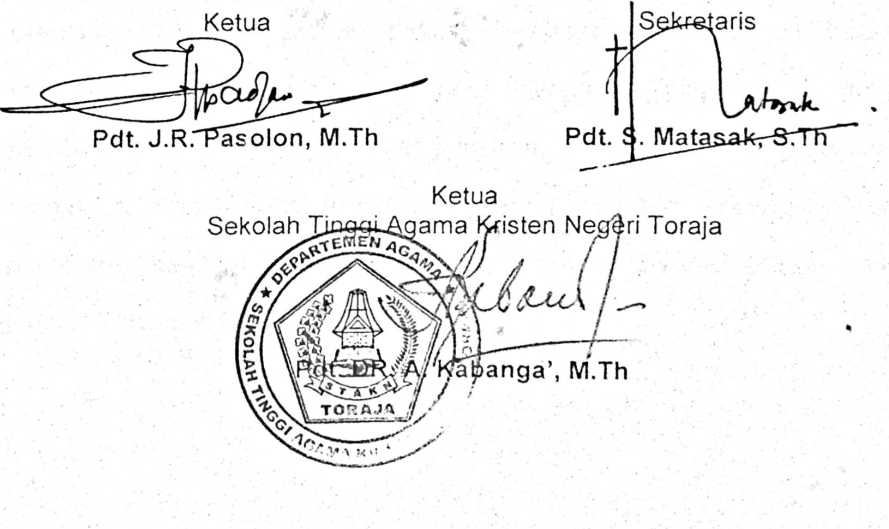 Ketua
Sekretaris
Pdt. J.R. Pasolon, M.Th
Pdt. S. Matasak, S.Th
Ketua
Sekolah Tinggi Agama Kristen Negeri Toraja
★ DEPARTEMEN AGAMA
SEKOLAH TINGGI AGAMA
Pdt. DR. A. Kabanga', M.Th
STAKN
TORAJA